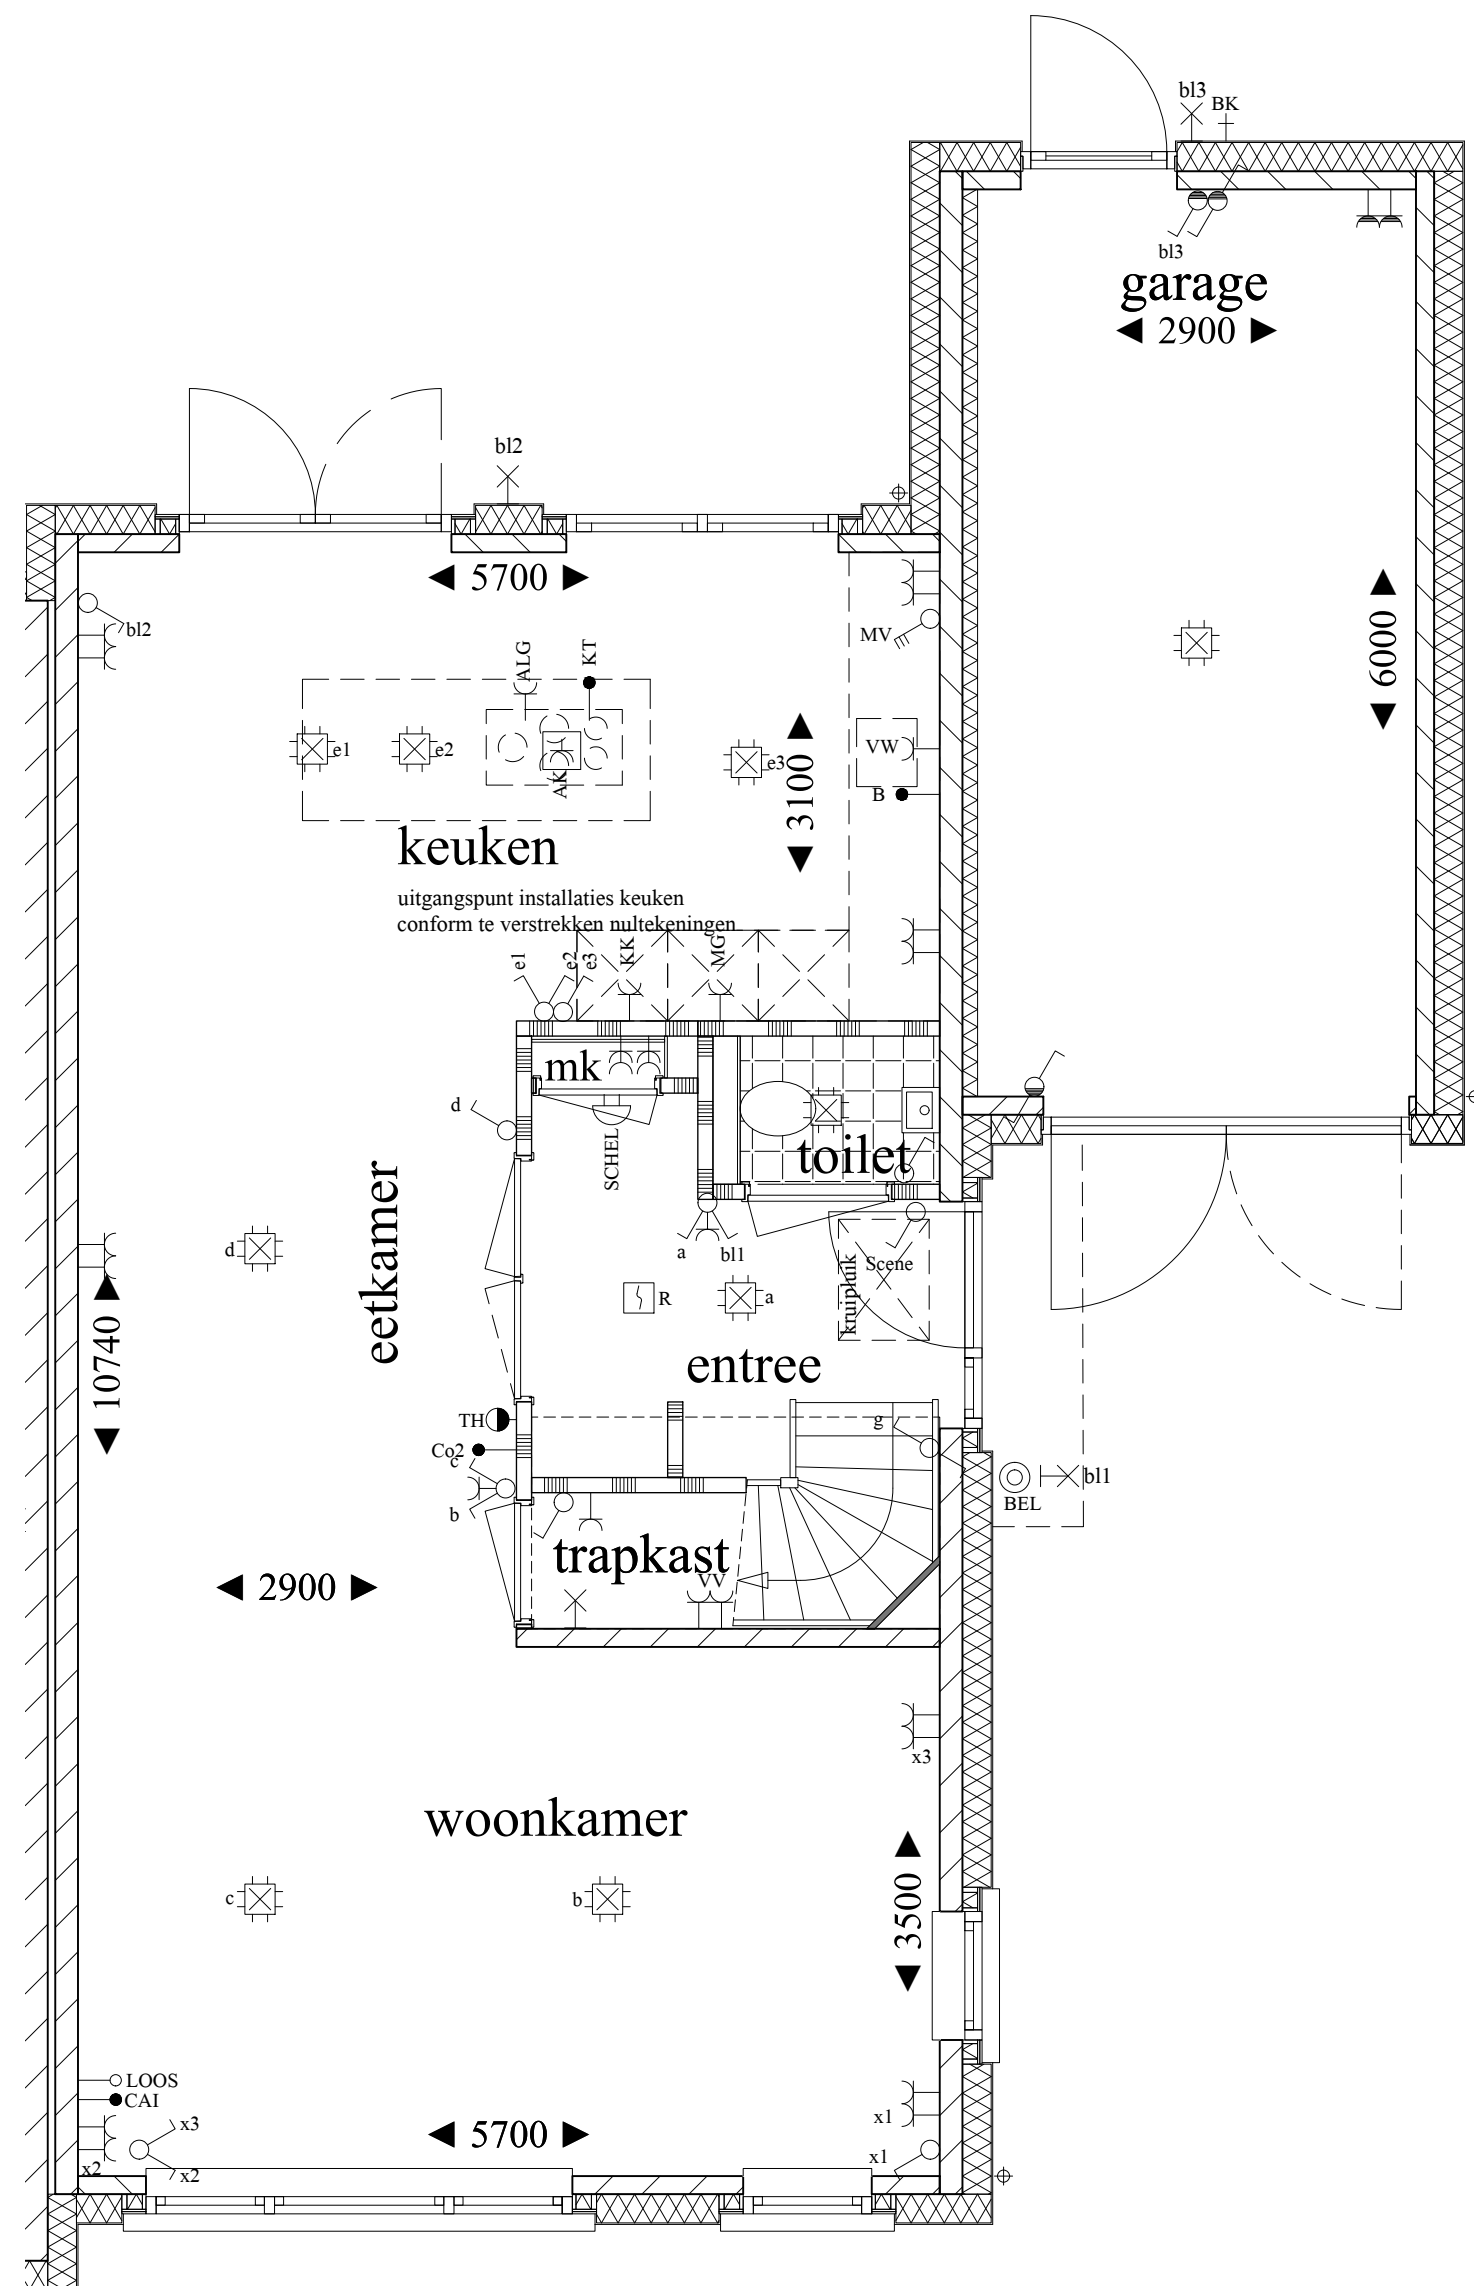 bl3
BK
bl3
garage
2900
bl2
5700
bl2
MV
ALG
KT
6000
e1
e2
AK
e3
3100
VW
B
keuken
uitgangspunt installaties keuken
conform te verstrekken nultekeningen
e1
e2
e3
KK
MG
mk
d
SCHEL
toilet
a
bl1
eetkamer
d
R
a
kruipluik
Scene
10740
entree
TH
Co2
c
b
g
BEL
bl1
trapkast
VV
2900
x3
woonkamer
c
b
3500
LOOS
CAI
x3
x2
x2
5700
x1
x1